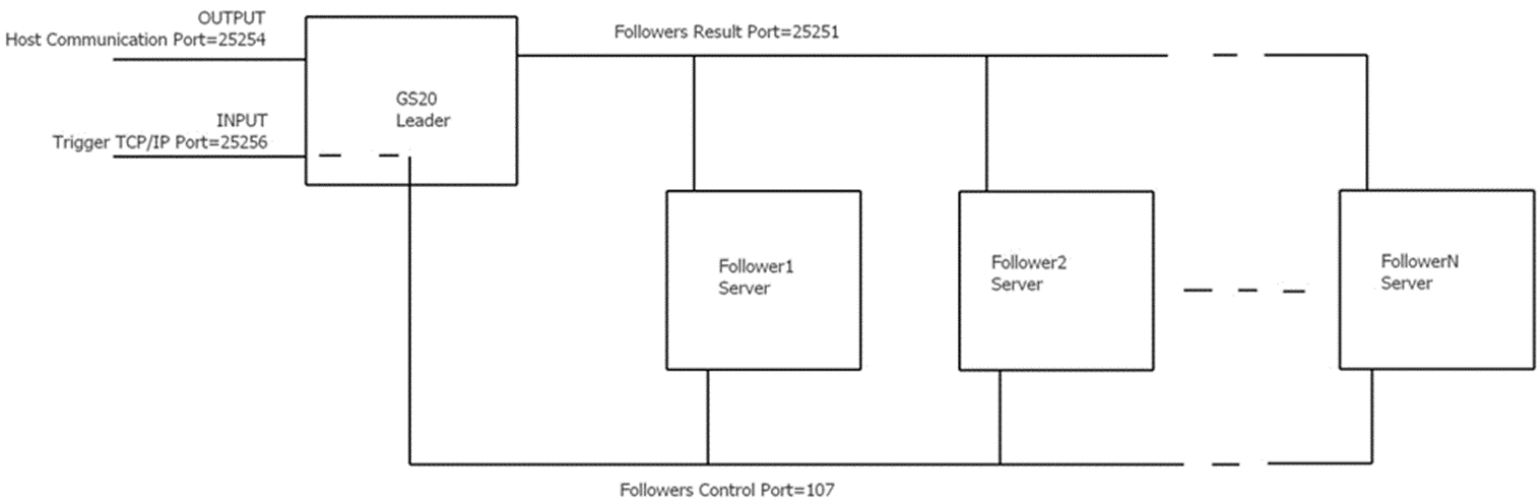 OUTPUT
Host Communication Port=25254
INPUT
Trigger TCP/IP Port=25256
GS20
Leader
Followers Result Port=25251
Follower1
Server
Follower2
Server
FollowerN
Server
Followers Control Port=107